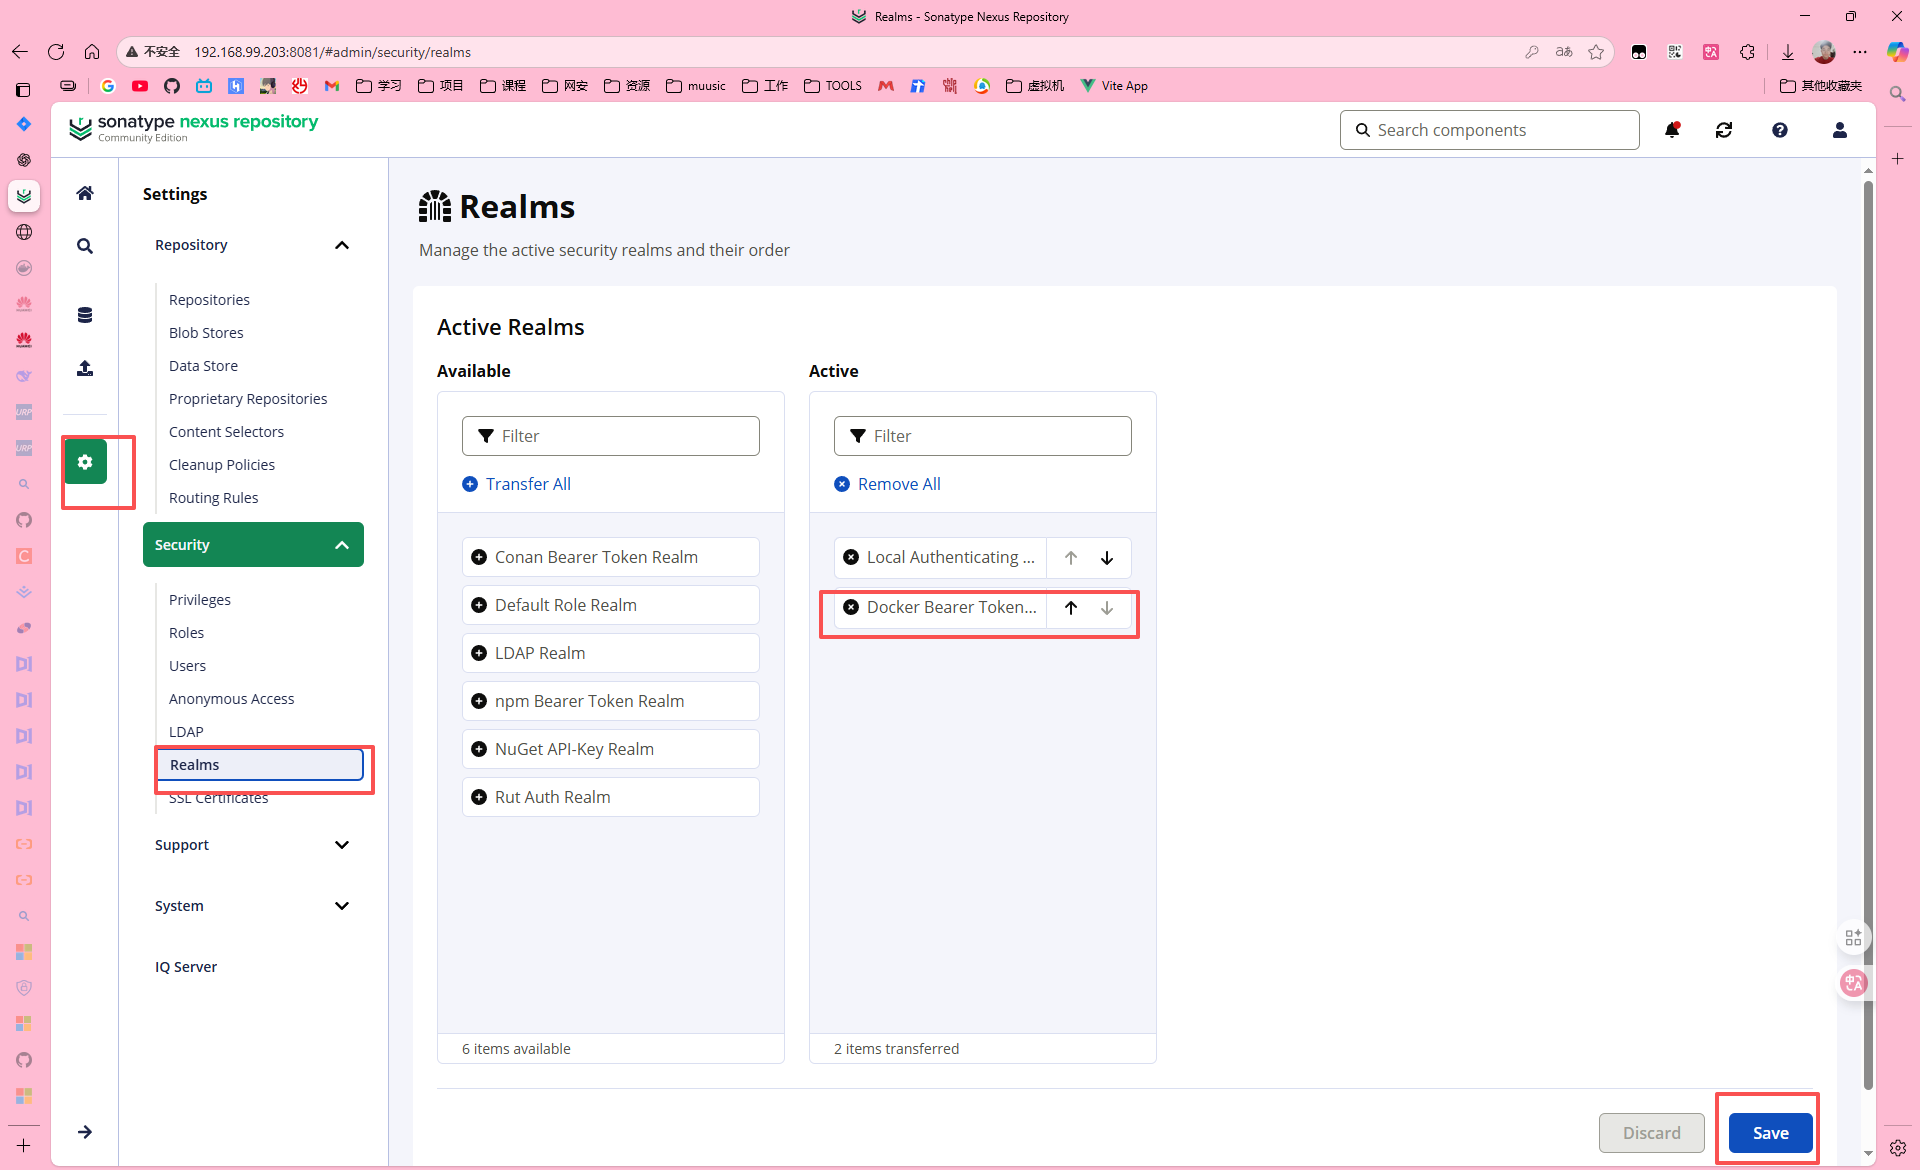 Realms - Sonatype Nexus Repository
不安全 192.168.99.203:8081/#admin/security/realms
学习 项目 课程 网安 资源 muusic 工作 TOOLS 虚拟机 Vite App 其他收藏夹
sonatype nexus repository
Community Edition
Search components
Settings
Repository
Repositories
Blob Stores
Data Store
Proprietary Repositories
Content Selectors
Cleanup Policies
Routing Rules
Security
Privileges
Roles
Users
Anonymous Access
LDAP
Realms
SSL Certificates
Support
System
IQ Server
Realms
Manage the active security realms and their order
Active Realms
Available
Filter
Transfer All
Conan Bearer Token Realm
Default Role Realm
LDAP Realm
npm Bearer Token Realm
NuGet API-Key Realm
Rut Auth Realm
6 items available
Active
Filter
Remove All
Local Authenticating ...
Docker Bearer Token...
2 items transferred
Discard
Save